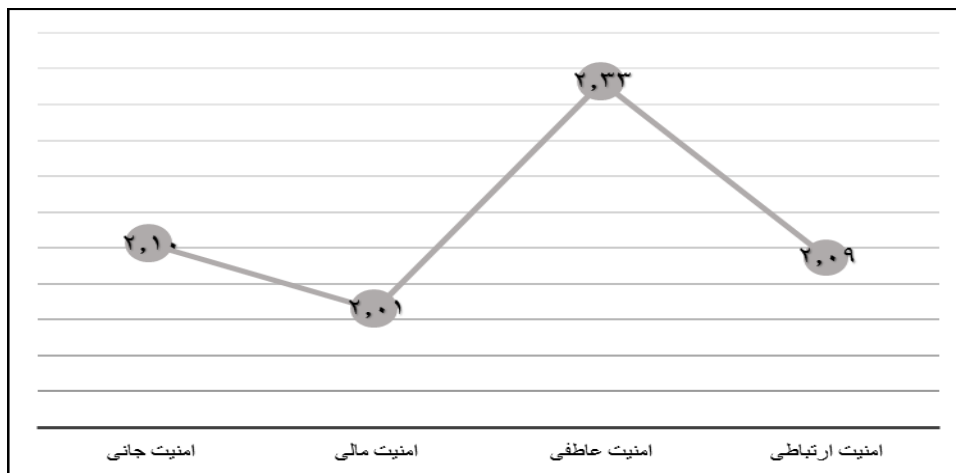 ۲,۳۳
۲,۱۰
۲,۰۹
۲,۰۱
امنیت جانی
امنیت مالی
امنیت عاطفی
امنیت ارتباطی